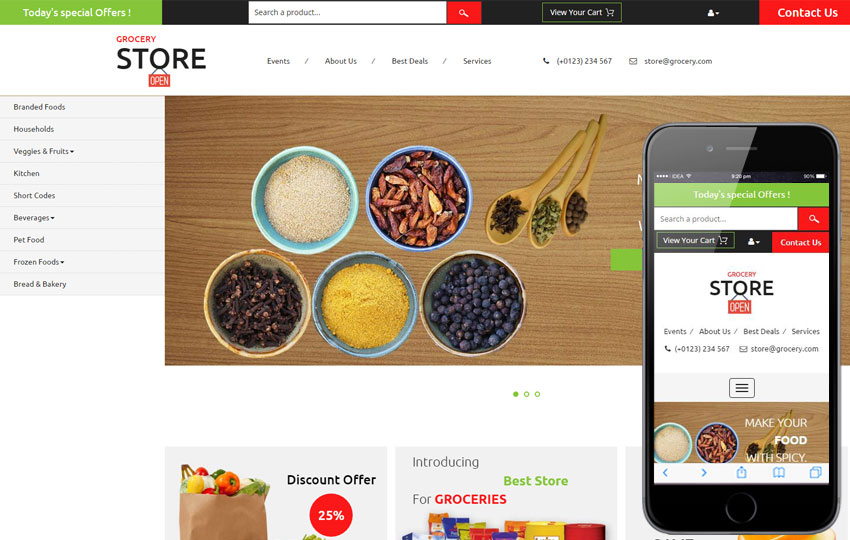 Today's special Offers !
Search a product...
View Your Cart
Contact Us
GROCERY
STORE
OPEN
Events / About Us / Best Deals / Services
(+0123) 234 567 store@grocery.com
Branded Foods
Households
Veggies & Fruits
Kitchen
Short Codes
Beverages
Pet Food
Frozen Foods
Bread & Bakery
Discount Offer
25%
Introducing
Best Store
For GROCERIES
IDEA 9:20 pm 90%
Today's special Offers !
Search a product...
View Your Cart
Contact Us
GROCERY
STORE
OPEN
Events / About Us / Best Deals / Services
(+0123) 234 567 store@grocery.com
MAKE YOUR
FOOD
WITH SPICY.